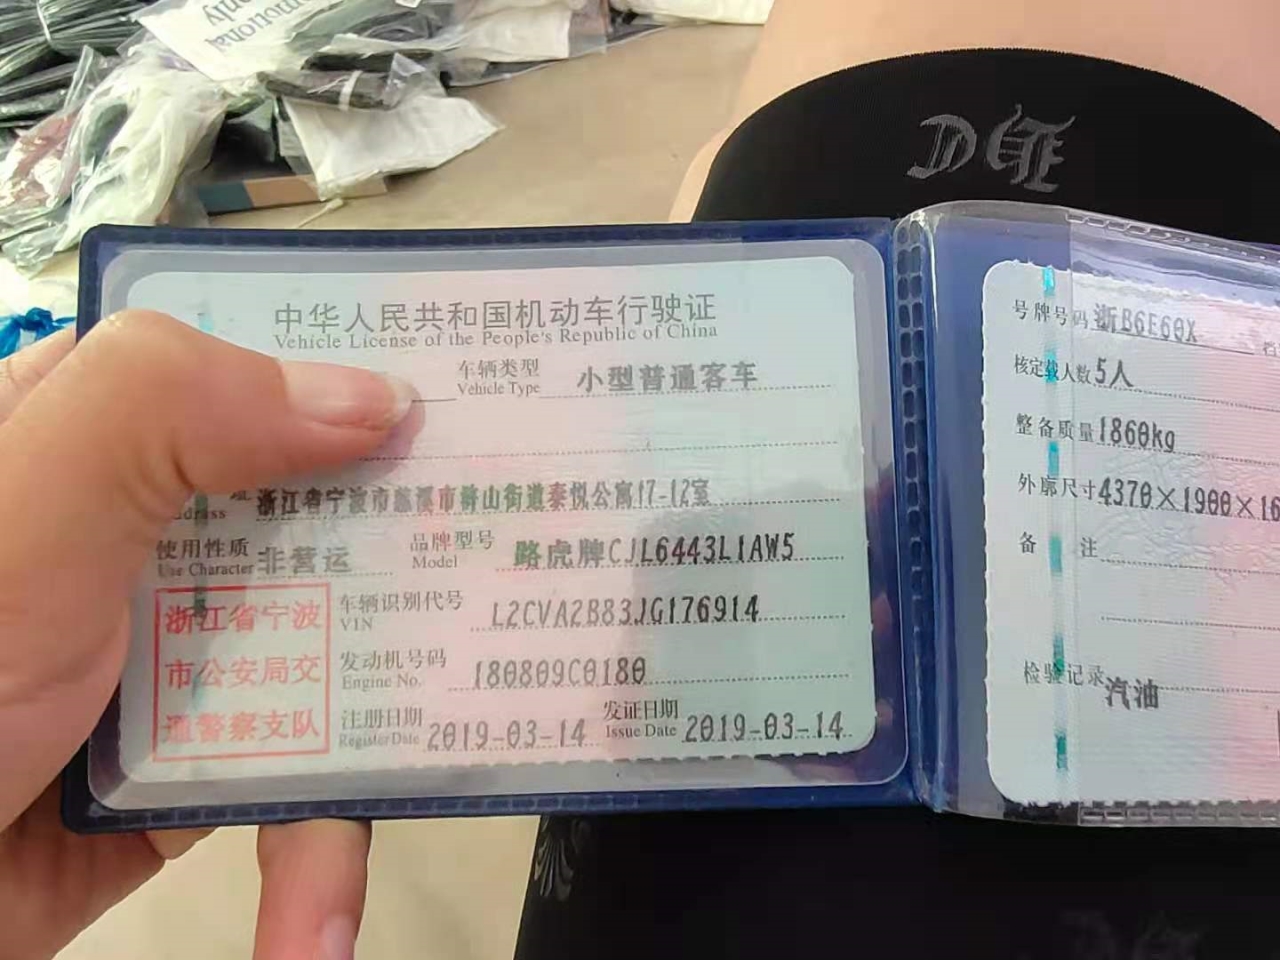 only
中华人民共和国机动车行驶证
Vehicle License of the People's Republic of China
车辆类型 小型普通客车
Vehicle Type
址 浙江省宁波市慈溪市浒山街道泰悦公寓17-12室
ddress
使用性质 非营运 品牌型号 路虎牌CJL6443L1AW5
Use Character Model
车辆识别代号 L2CVA2B83JG176914
VIN
发动机号码 180809C0180
Engine No.
注册日期 2019-03-14 发证日期 2019-03-14
Register Date Issue Date
浙江省宁波
市公安局交
通警察支队
号牌号码 浙B6E60X
核定载人数 5人
整备质量 1860kg
外廓尺寸 4370×1900×16
备 注
检验记录 汽油